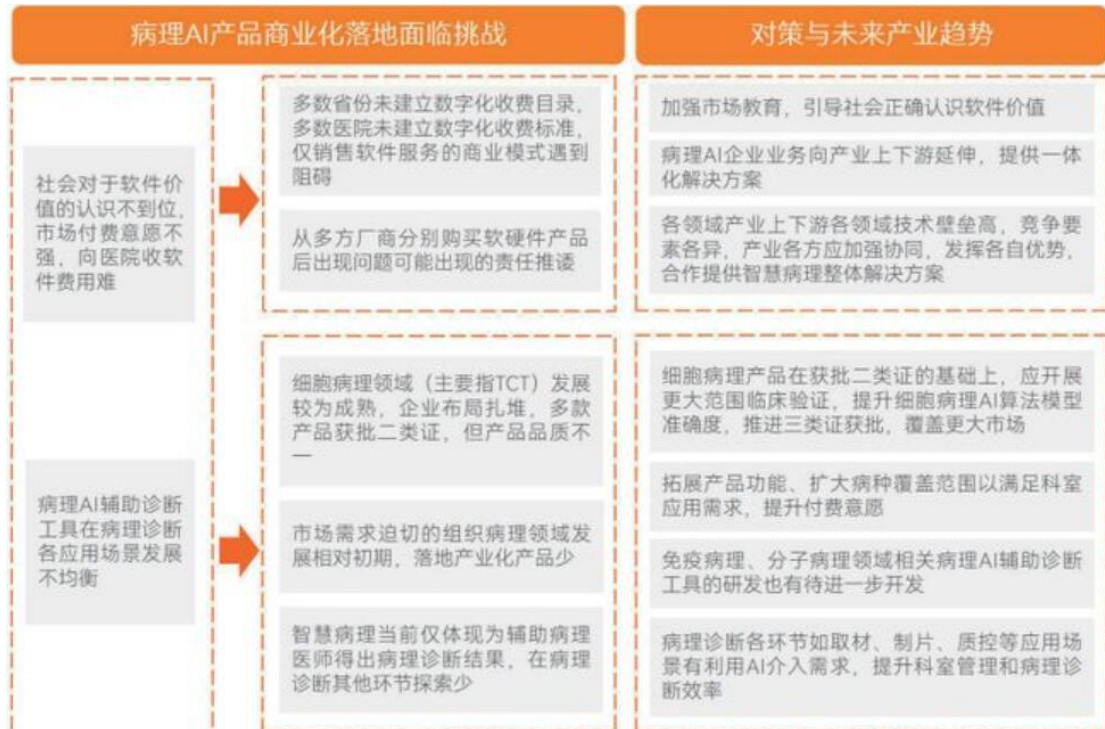 病理AI产品商业化落地面临挑战
对策与未来产业趋势
社会对于软件价
值的认识不到位，
市场付费意愿不
强，向医院收软
件费用难
多数省份未建立数字化收费目录，
多数医院未建立数字化收费标准，
仅销售软件服务的商业模式遇到
阻碍
从多方厂商分别购买软硬件产品
后出现问题可能出现的责任推诿
加强市场教育，引导社会正确认识软件价值
病理AI企业业务向产业上下游延伸，提供一体
化解决方案
各领域产业上下游各领域技术壁垒高，竞争要
素各异，产业各方应加强协同，发挥各自优势，
合作提供智慧病理整体解决方案
病理AI辅助诊断
工具在病理诊断
各应用场景发展
不均衡
细胞病理领域（主要指TCT）发展
较为成熟，企业布局扎堆，多款
产品获批二类证，但产品品质不
一
市场需求迫切的组织病理领域发
展相对初期，落地产业化产品少
智慧病理当前仅体现为辅助病理
医师得出病理诊断结果，在病理
诊断其他环节探索少
细胞病理产品在获批二类证的基础上，应开展
更大范围临床验证，提升细胞病理AI算法模型
准确度，推进三类证获批，覆盖更大市场
拓展产品功能、扩大病种覆盖范围以满足科室
应用需求，提升付费意愿
免疫病理、分子病理领域相关病理AI辅助诊断
工具的研发也有待进一步开发
病理诊断各环节如取材、制片、质控等应用场
景有利用AI介入需求，提升科室管理和病理诊
断效率